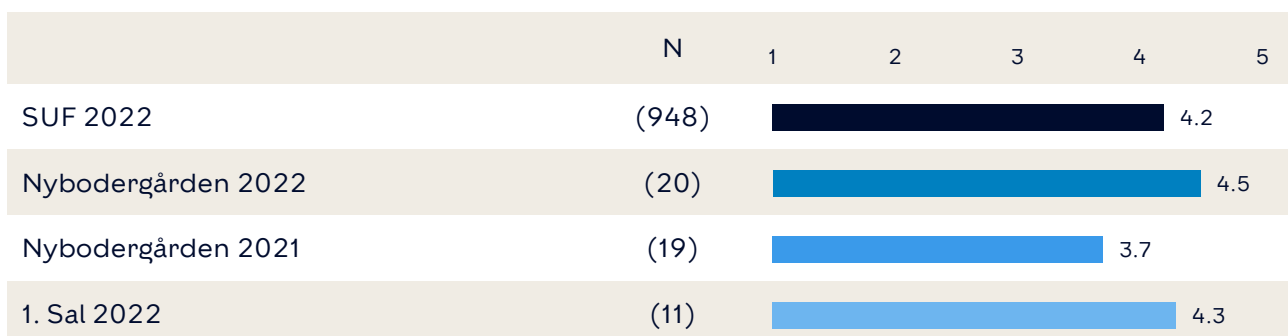 N 1 2 3 4 5
SUF 2022 (948) 4.2
Nybodergården 2022 (20) 4.5
Nybodergården 2021 (19) 3.7
1. Sal 2022 (11) 4.3